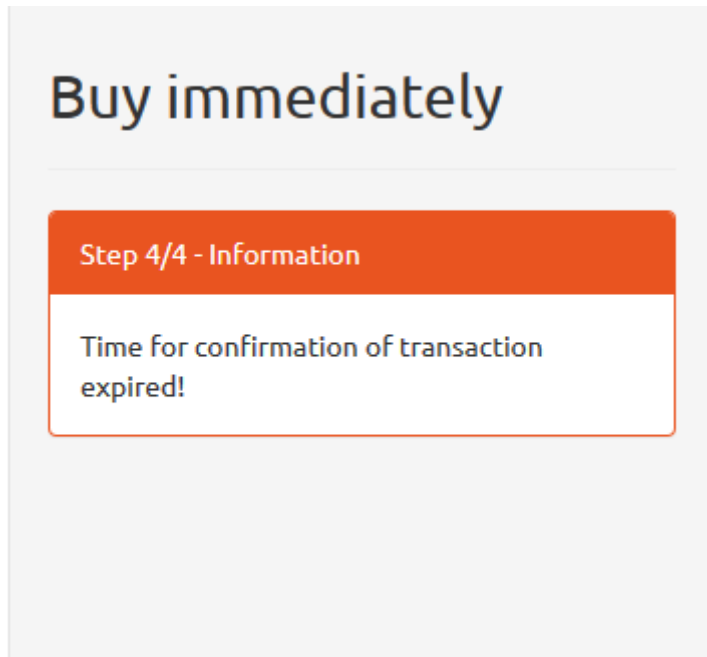 Buy immediately
Step 4/4 - Information
Time for confirmation of transaction
expired!